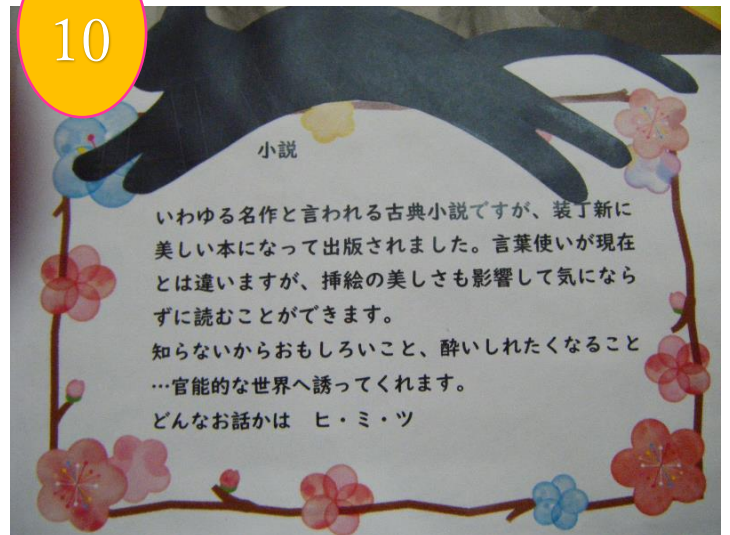 10
小説
いわゆる名作と言われる古典小説ですが、装丁新に
美しい本になって出版されました。言葉使いが現在
とは違いますが、挿絵の美しさも影響して気になら
ずに読むことができます。
知らないからおもしろいこと、酔いしれたくなること
…官能的な世界へ誘ってくれます。
どんなお話かは　ヒ・ミ・ツ